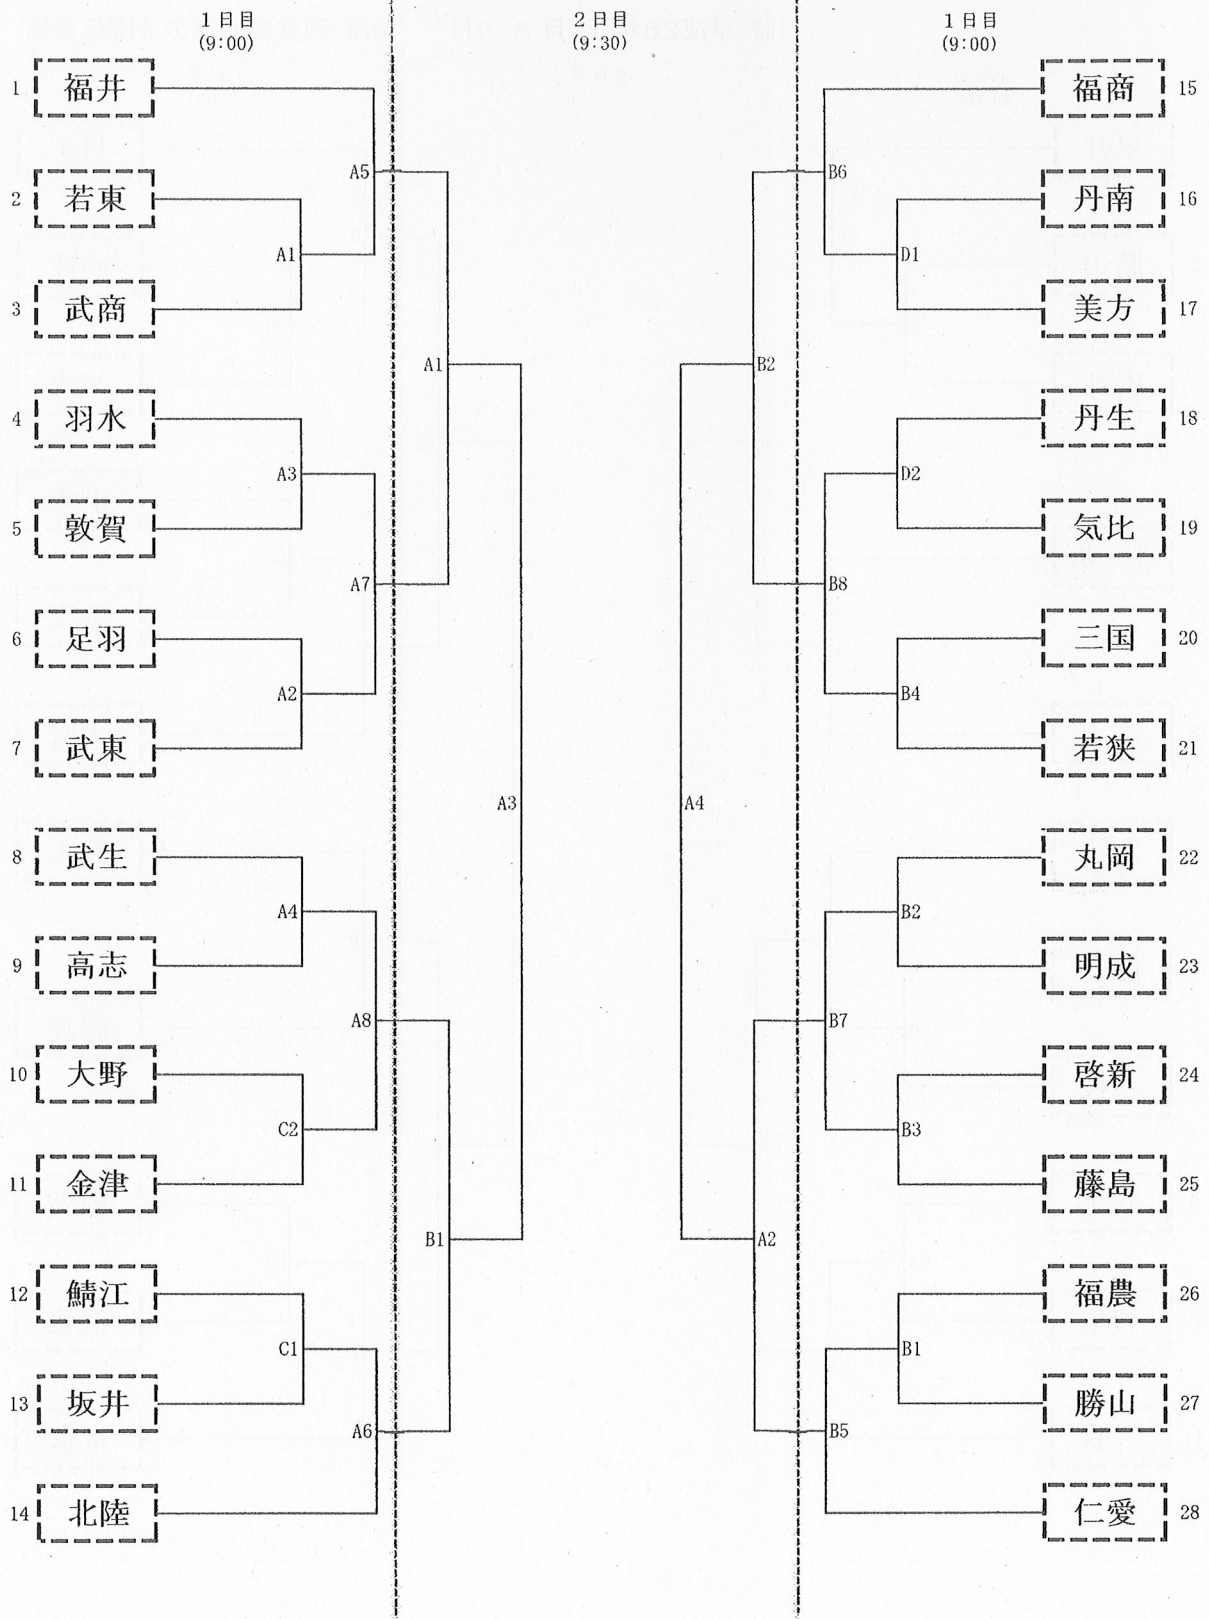 1日目
(9:00)
2日目
(9:30)
1日目
(9:00)
1 福井
福商 15
A5
B6
2 若東
丹南 16
A1
D1
3 武商
美方 17
A1
B2
4 羽水
丹生 18
A3
D2
5 敦賀
気比 19
A7
B8
6 足羽
三国 20
A2
B4
7 武東
若狭 21
A3
A4
8 武生
丸岡 22
A4
B2
9 高志
明成 23
A8
B7
10 大野
啓新 24
C2
B3
11 金津
藤島 25
B1
A2
12 鯖江
福農 26
C1
B1
13 坂井
勝山 27
A6
B5
14 北陸
仁愛 28